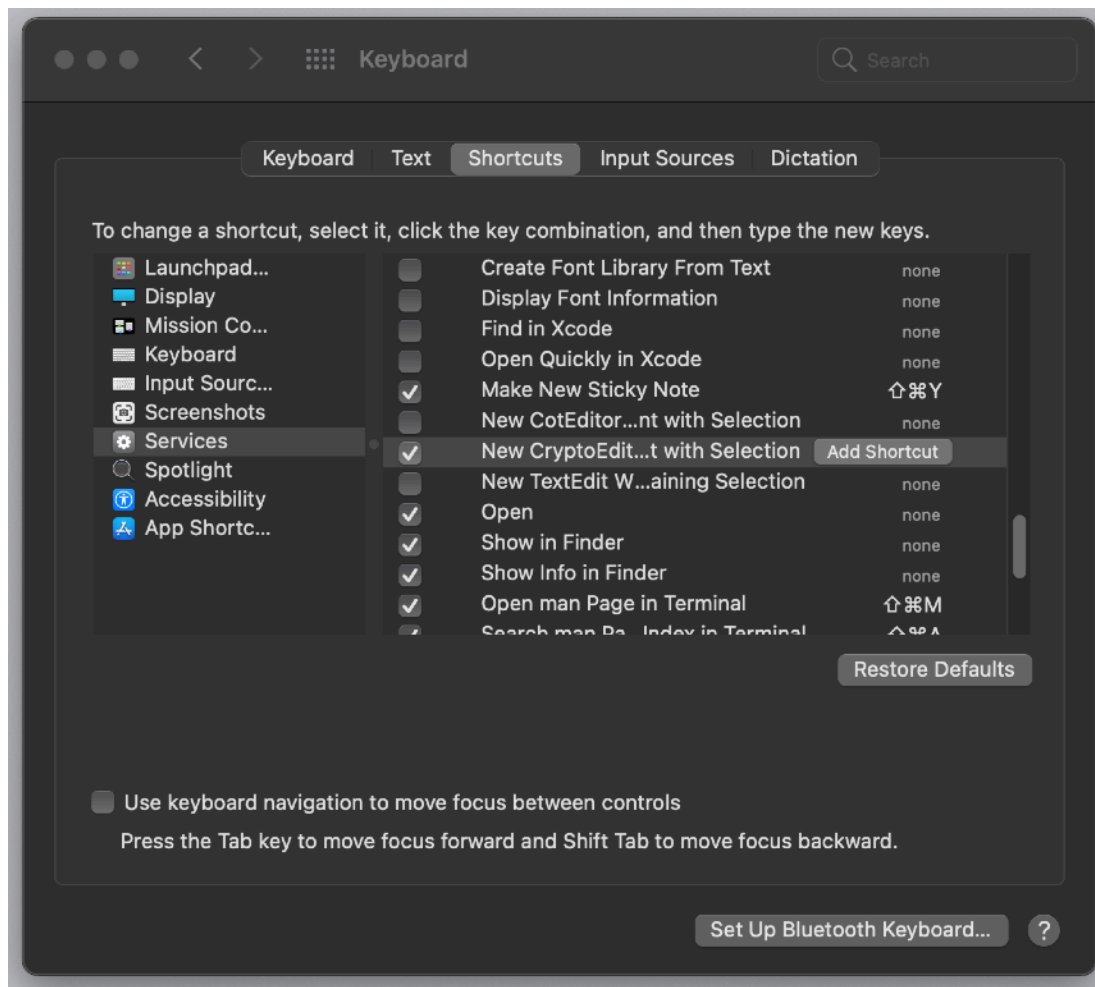 Keyboard
Search
Keyboard Text Shortcuts Input Sources Dictation
To change a shortcut, select it, click the key combination, and then type the new keys.
Launchpad...
Display
Mission Co...
Keyboard
Input Sourc...
Screenshots
Services
Spotlight
Accessibility
App Shortc...
Create Font Library From Text none
Display Font Information none
Find in Xcode none
Open Quickly in Xcode none
Make New Sticky Note ⇧⌘Y
New CotEditor...nt with Selection none
New CryptoEdit...t with Selection Add Shortcut
New TextEdit W...aining Selection none
Open none
Show in Finder none
Show Info in Finder none
Open man Page in Terminal ⇧⌘M
Search man Pa...Index in Terminal ⇧⌘A
Restore Defaults
Use keyboard navigation to move focus between controls
Press the Tab key to move focus forward and Shift Tab to move focus backward.
Set Up Bluetooth Keyboard... ?